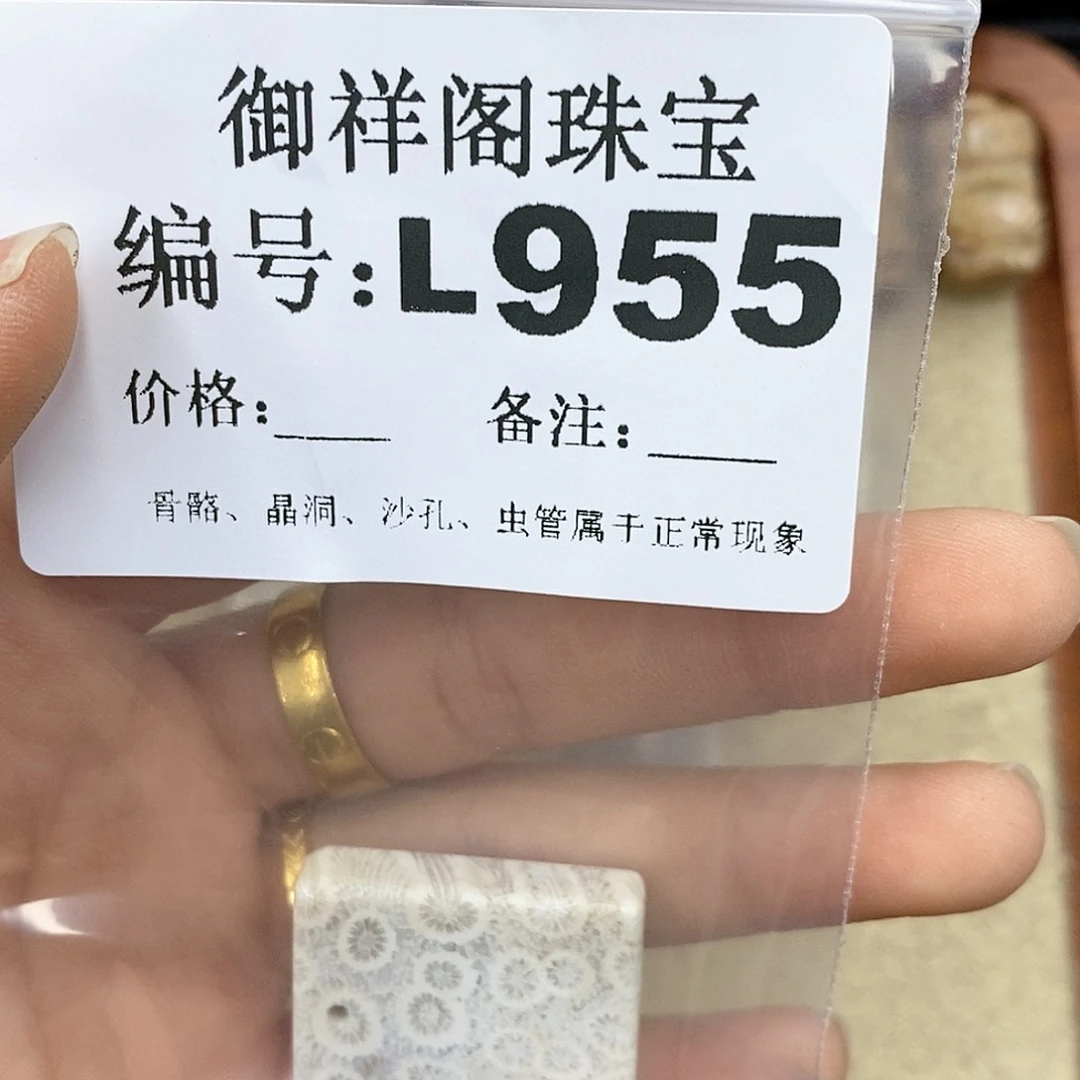 御祥阁珠宝
编号:L955
价格:____ 备注:____
骨骼、晶洞、沙孔、虫管属于正常现象